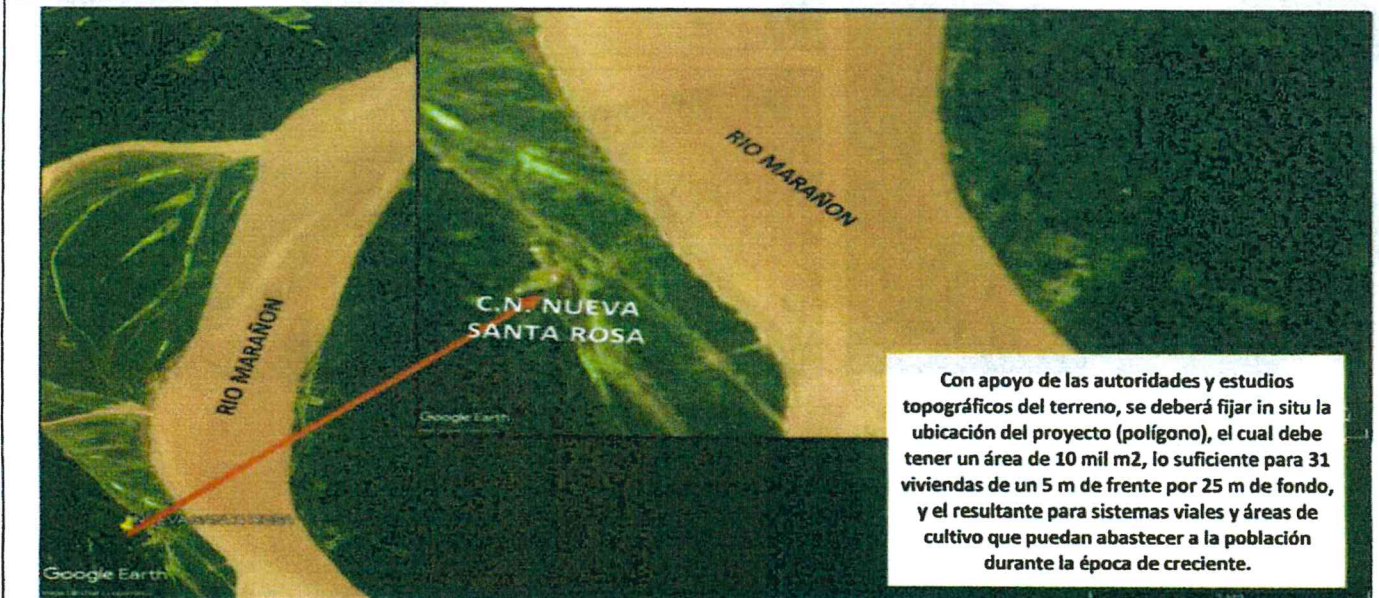 RIO MARAÑON
RIO MARAÑON
C.N. NUEVA
SANTA ROSA
Google Earth
Google Earth
Con apoyo de las autoridades y estudios
topográficos del terreno, se deberá fijar in situ la
ubicación del proyecto (polígono), el cual debe
tener un área de 10 mil m2, lo suficiente para 31
viviendas de un 5 m de frente por 25 m de fondo,
y el resultante para sistemas viales y áreas de
cultivo que puedan abastecer a la población
durante la época de creciente.